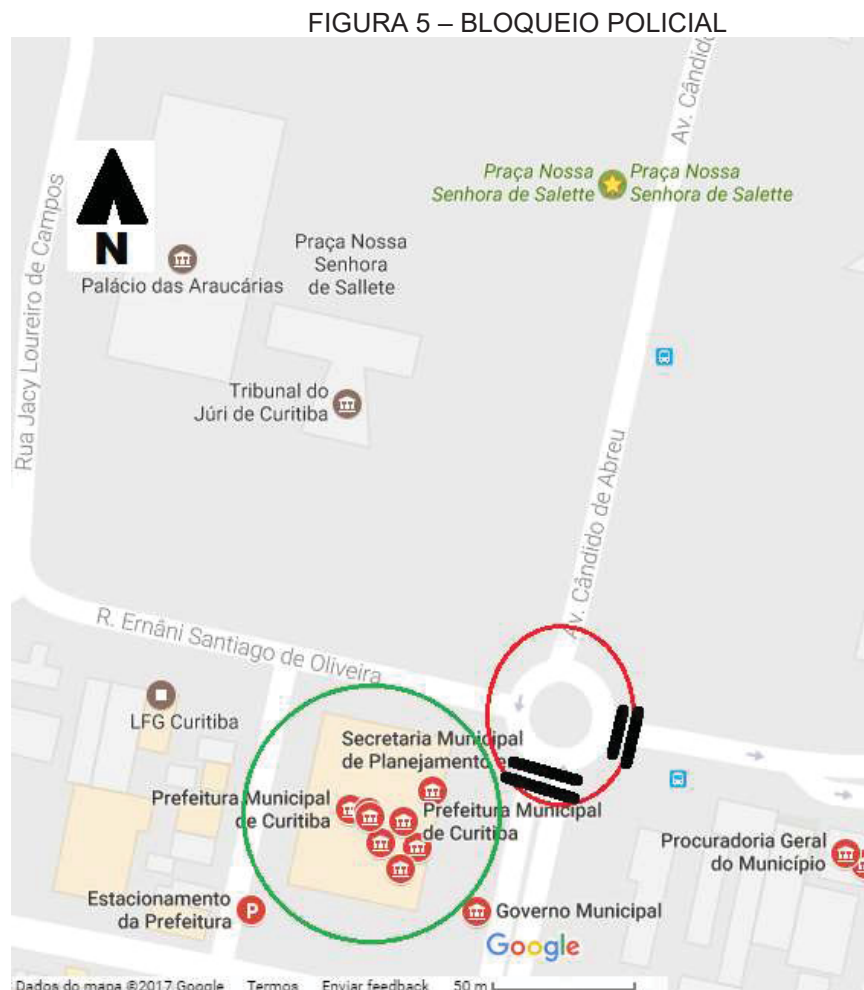 FIGURA 5 – BLOQUEIO POLICIAL
Av. Cândido
Praça Nossa
Senhora de Salette
Praça Nossa
Senhora de Salette
Rua Jacy Loureiro de Campos
N
Palácio das Araucárias
Praça Nossa
Senhora
de Sallete
Tribunal do
Júri de Curitiba
Av. Cândido de Abreu
R. Ernâni Santiago de Oliveira
LFG Curitiba
Secretaria Municipal
de Planejamento e
Prefeitura Municipal
de Curitiba
Prefeitura Municipal
de Curitiba
Procuradoria Geral
do Município
Estacionamento
da Prefeitura
P
Governo Municipal
Google
Dados do mapa ©2017 Google Termos Enviar feedback 50 m